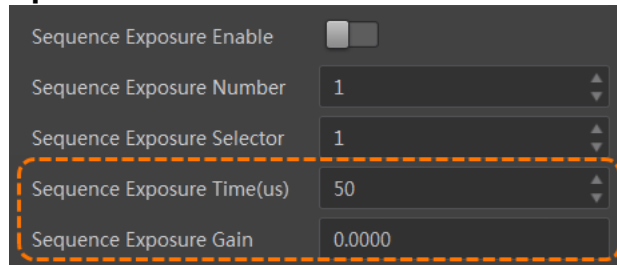 Sequence Exposure Enable
Sequence Exposure Number 1
Sequence Exposure Selector 1
Sequence Exposure Time(us) 50
Sequence Exposure Gain 0.0000